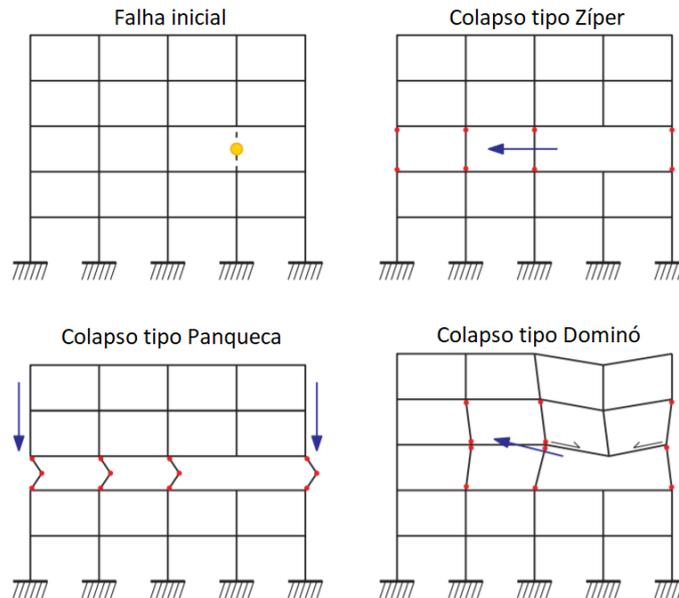 Falha inicial
Colapso tipo Zíper
Colapso tipo Panqueca
Colapso tipo Dominó